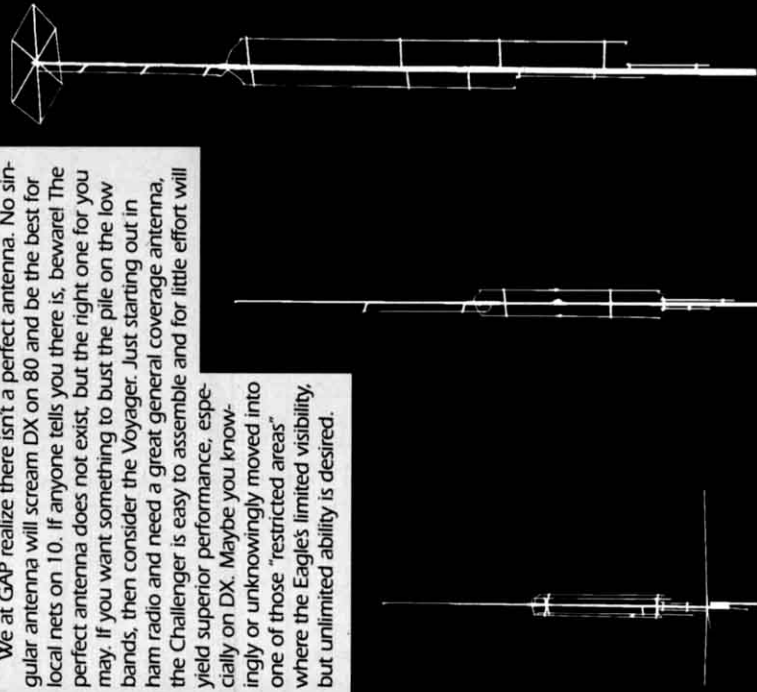 We at GAP realize there isn't a perfect antenna. No sin-
gular antenna will scream DX on 80 and be the best for
local nets on 10. If anyone tells you there is, beware! The
perfect antenna does not exist, but the right one for you
may. If you want something to bust the pile on the low
bands, then consider the Voyager. Just starting out in
ham radio and need a great general coverage antenna,
the Challenger is easy to assemble and for little effort will
yield superior performance, espe-
cially on DX. Maybe you know-
ingly or unknowingly moved into
one of those "restricted areas"
where the Eagle's limited visibility,
but unlimited ability is desired.